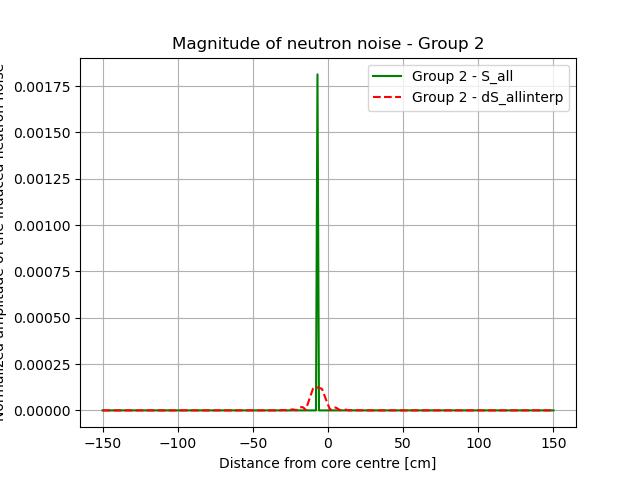 Magnitude of neutron noise - Group 2
Group 2 - S_all
Group 2 - dS_allinterp
Normalized amplitude of the induced neutron noise
0.00175
0.00150
0.00125
0.00100
0.00075
0.00050
0.00025
0.00000
−150 −100 −50 0 50 100 150
Distance from core centre [cm]